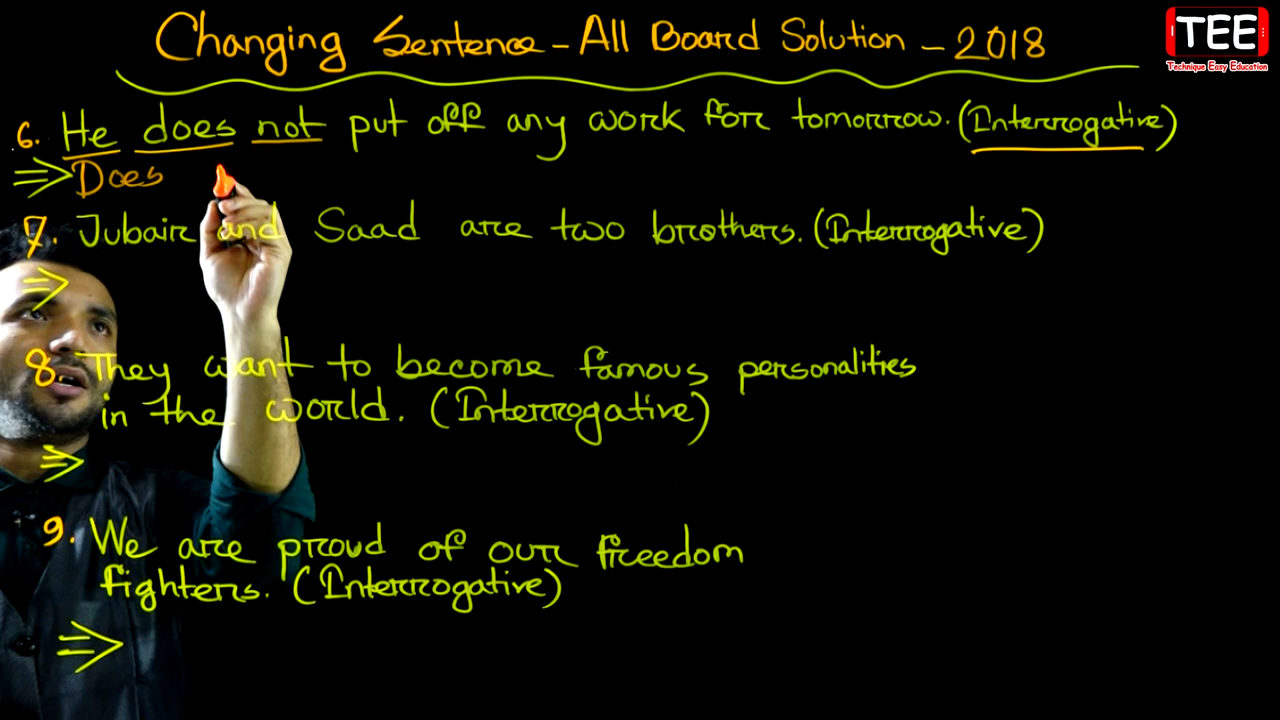 Changing Sentence - All Board Solution - 2018
TEE
Technique Easy Education
6. He does not put off any work for tomorrow. (Interrogative)
⇒ Does
7. Jubair and Saad are two brothers. (Interrogative)
⇒
8. They want to become famous personalities
in the world. (Interrogative)
⇒
9. We are proud of our freedom
fighters. (Interrogative)
⇒